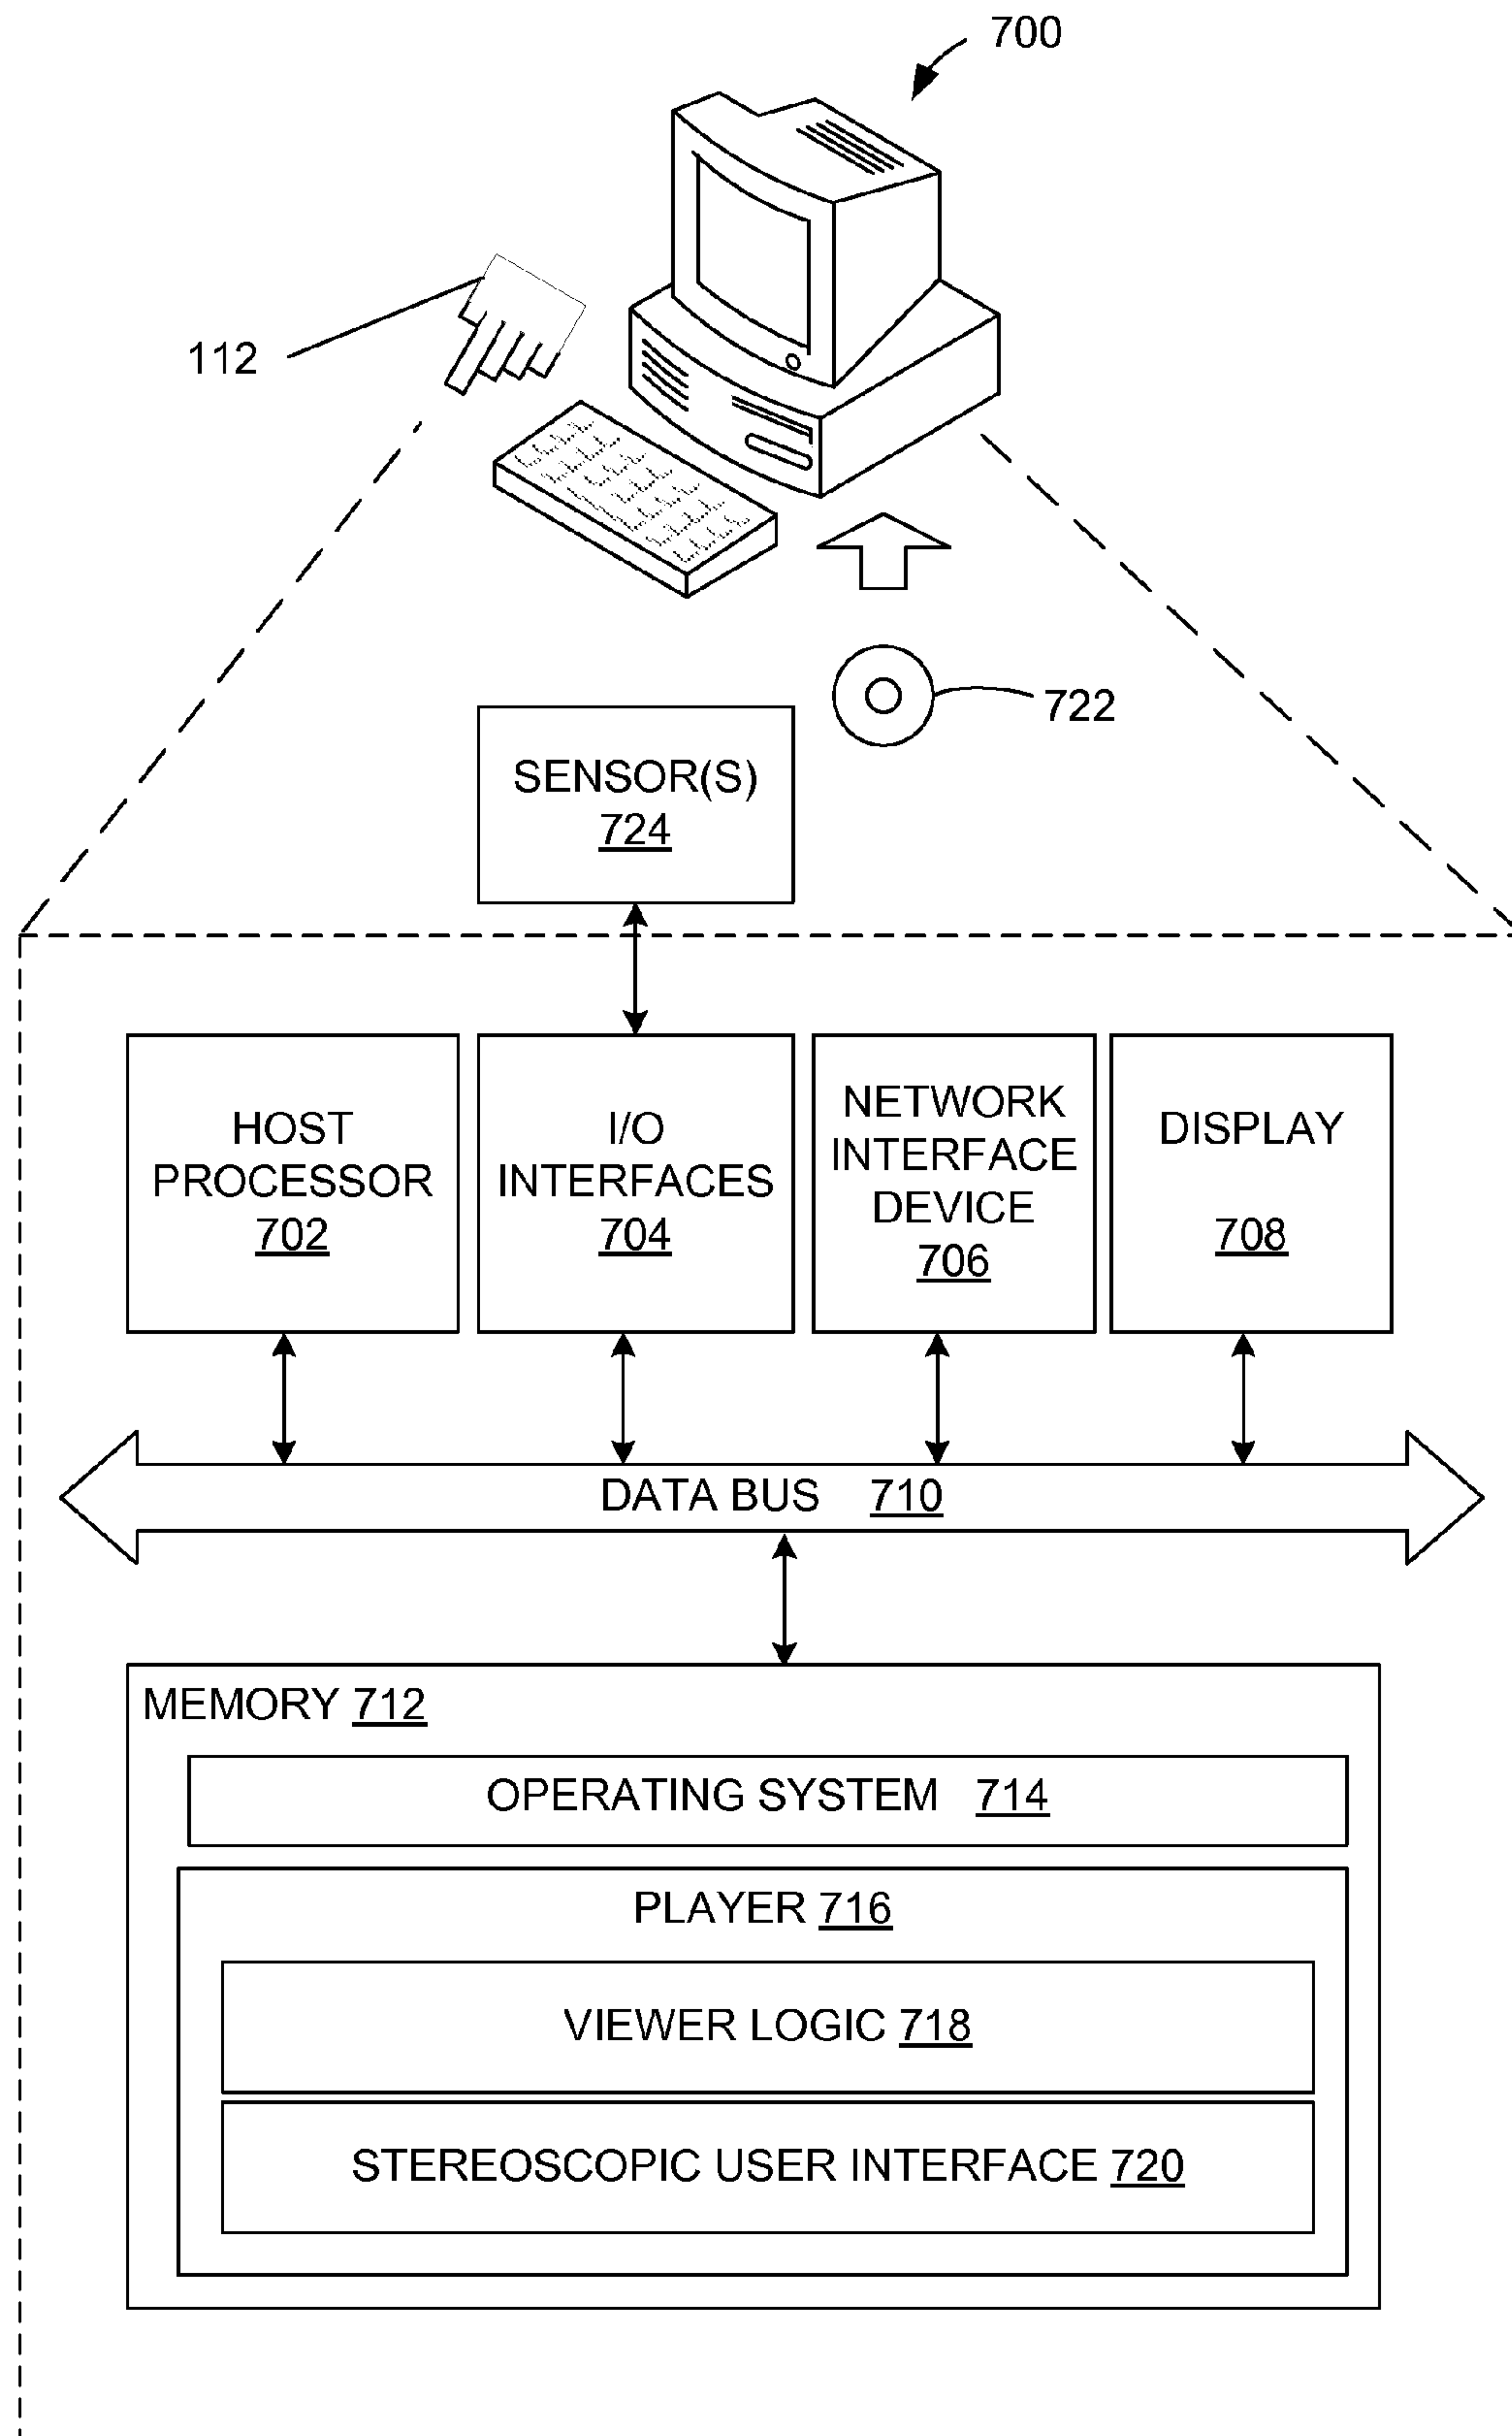 700
112
722
SENSOR(S)
724
HOST
PROCESSOR
702
I/O
INTERFACES
704
NETWORK
INTERFACE
DEVICE
706
DISPLAY
708
DATA BUS 710
MEMORY 712
OPERATING SYSTEM 714
PLAYER 716
VIEWER LOGIC 718
STEREOSCOPIC USER INTERFACE 720